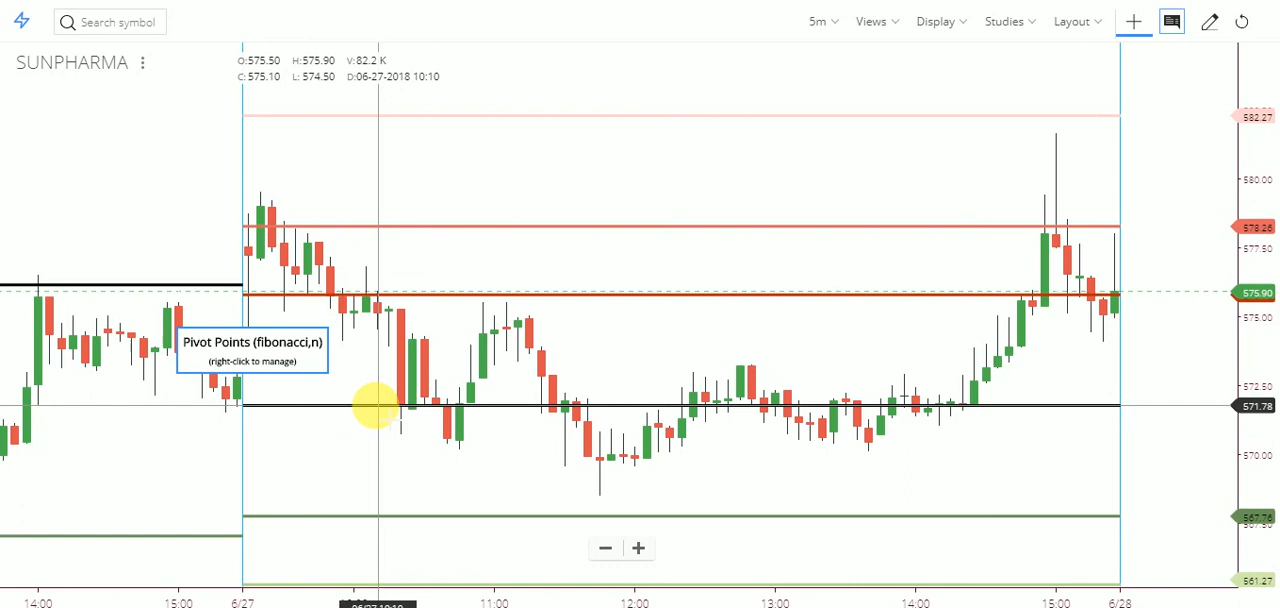 Search symbol
5m Views Display Studies Layout
SUNPHARMA
O:575.50 H:575.90 V:82.2 K
C:575.10 L: 574.50 D:06-27-2018 10:10
582.27
580.00
578.26
577.50
575.90
575.00
Pivot Points (fibonacci,n)
(right-click to manage)
572.50
571.78
570.00
567.76
561.27
14:00 15:00 6/27 11:00 12:00 13:00 14:00 15:00 6/28